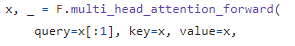 x, _ = F.multi_head_attention_forward(
    query=x[:1], key=x, value=x,